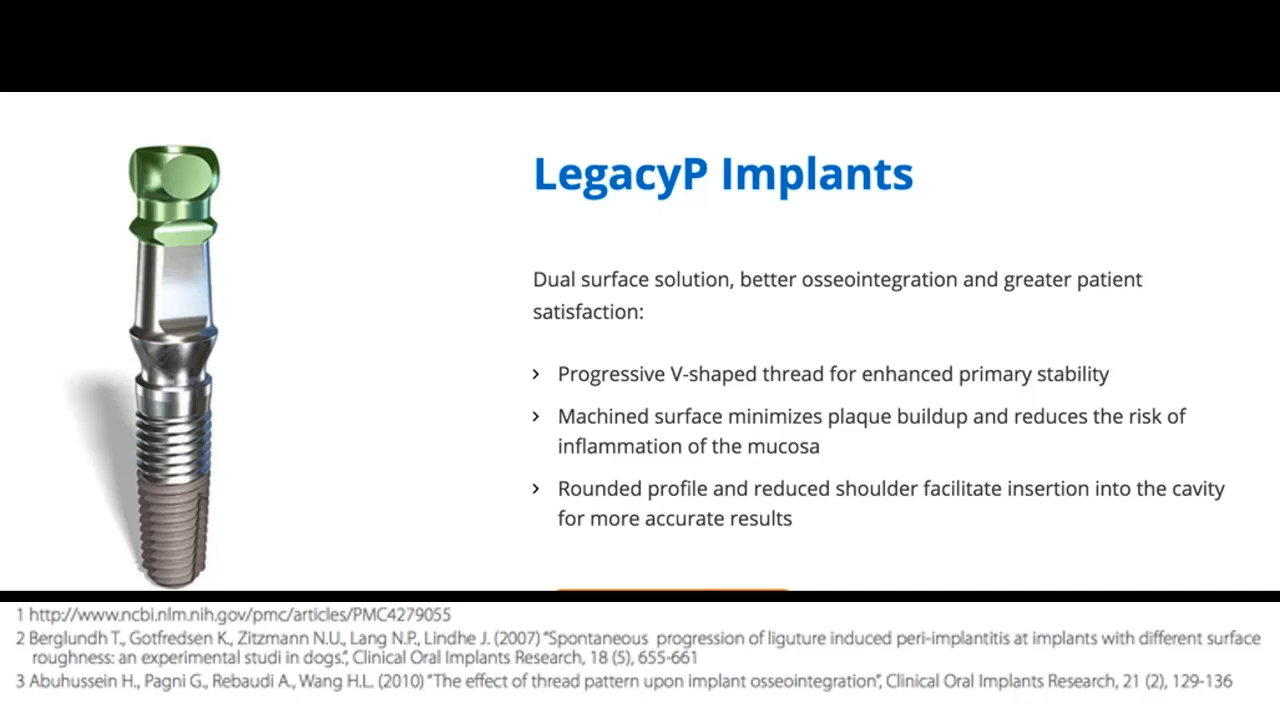 LegacyP Implants
Dual surface solution, better osseointegration and greater patient
satisfaction:
Progressive V-shaped thread for enhanced primary stability
Machined surface minimizes plaque buildup and reduces the risk of
inflammation of the mucosa
Rounded profile and reduced shoulder facilitate insertion into the cavity
for more accurate results
1 http://www.ncbi.nlm.nih.gov/pmc/articles/PMC4279055
2 Berglundh T., Gotfredsen K., Zitzmann N.U., Lang N.P., Lindhe J. (2007) "Spontaneous progression of liguture induced peri-implantitis at implants with different surface
roughness: an experimental studi in dogs.", Clinical Oral Implants Research, 18 (5), 655-661
3 Abuhussein H., Pagni G., Rebaudi A., Wang H.L. (2010) "The effect of thread pattern upon implant osseointegration", Clinical Oral Implants Research, 21 (2), 129-136